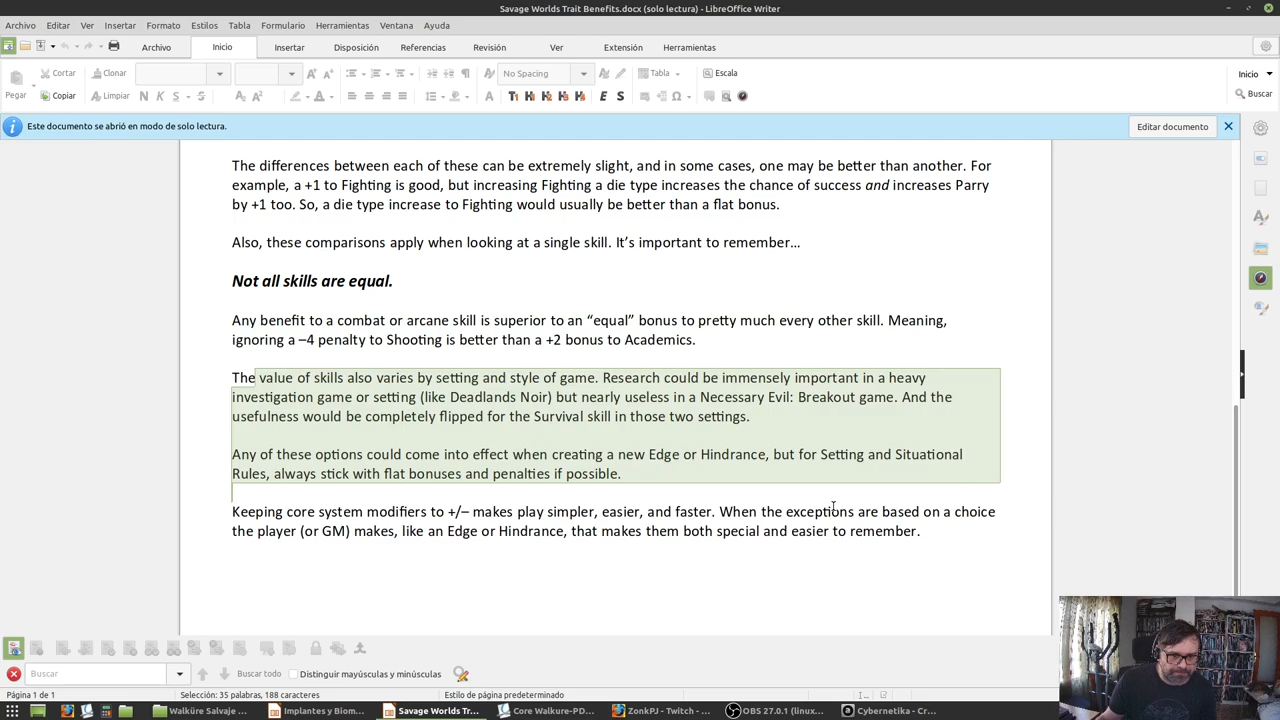 Savage Worlds Trait Benefits.docx (solo lectura) - LibreOffice Writer
Archivo Editar Ver Insertar Formato Estilos Tabla Formulario Herramientas Ventana Ayuda
Archivo Inicio Insertar Disposición Referencias Revisión Ver Extensión Herramientas
Pegar Cortar Copiar Clonar Limpiar No Spacing Tabla Escala Inicio Buscar
Este documento se abrió en modo de solo lectura. Editar documento
The differences between each of these can be extremely slight, and in some cases, one may be better than another. For
example, a +1 to Fighting is good, but increasing Fighting a die type increases the chance of success and increases Parry
by +1 too. So, a die type increase to Fighting would usually be better than a flat bonus.
Also, these comparisons apply when looking at a single skill. It's important to remember…
Not all skills are equal.
Any benefit to a combat or arcane skill is superior to an “equal” bonus to pretty much every other skill. Meaning,
ignoring a –4 penalty to Shooting is better than a +2 bonus to Academics.
The value of skills also varies by setting and style of game. Research could be immensely important in a heavy
investigation game or setting (like Deadlands Noir) but nearly useless in a Necessary Evil: Breakout game. And the
usefulness would be completely flipped for the Survival skill in those two settings.
Any of these options could come into effect when creating a new Edge or Hindrance, but for Setting and Situational
Rules, always stick with flat bonuses and penalties if possible.
Keeping core system modifiers to +/– makes play simpler, easier, and faster. When the exceptions are based on a choice
the player (or GM) makes, like an Edge or Hindrance, that makes them both special and easier to remember.
Buscar Buscar todo Distinguir mayúsculas y minúsculas
Página 1 de 1 Selección: 35 palabras, 188 caracteres Estilo de página predeterminado
Walküre Salvaje Implantes y Biom... Savage Worlds Tra... Core Walkure-PD... ZonkPJ - Twitch - ... OBS 27.0.1 (linux... Cybernetika - Cr...